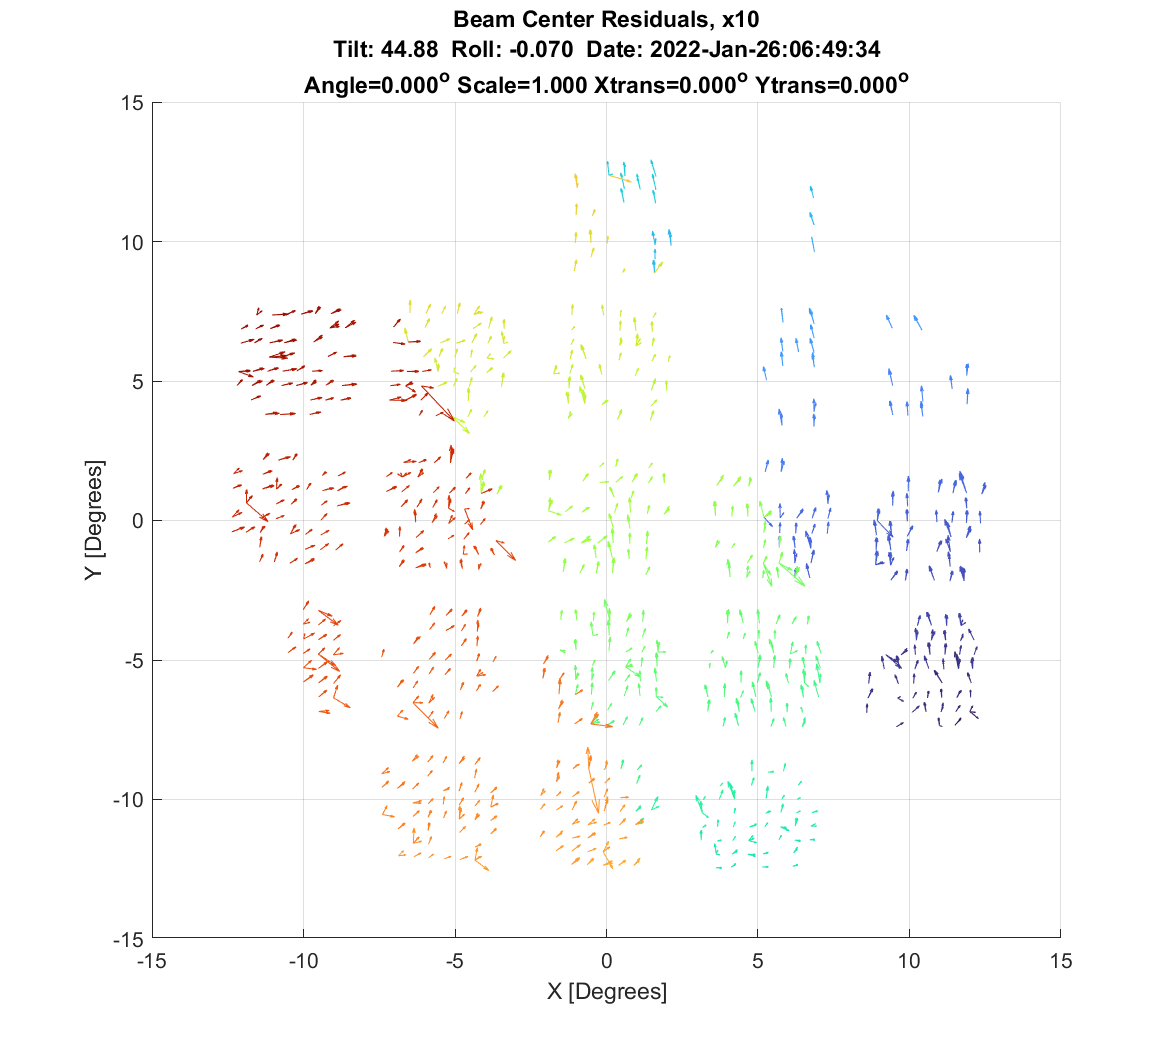 Beam Center Residuals, x10
Tilt: 44.88 Roll: -0.070 Date: 2022-Jan-26:06:49:34
Angle=0.000° Scale=1.000 Xtrans=0.000° Ytrans=0.000°
15
10
5
0
-5
-10
-15
Y [Degrees]
-15 -10 -5 0 5 10 15
X [Degrees]